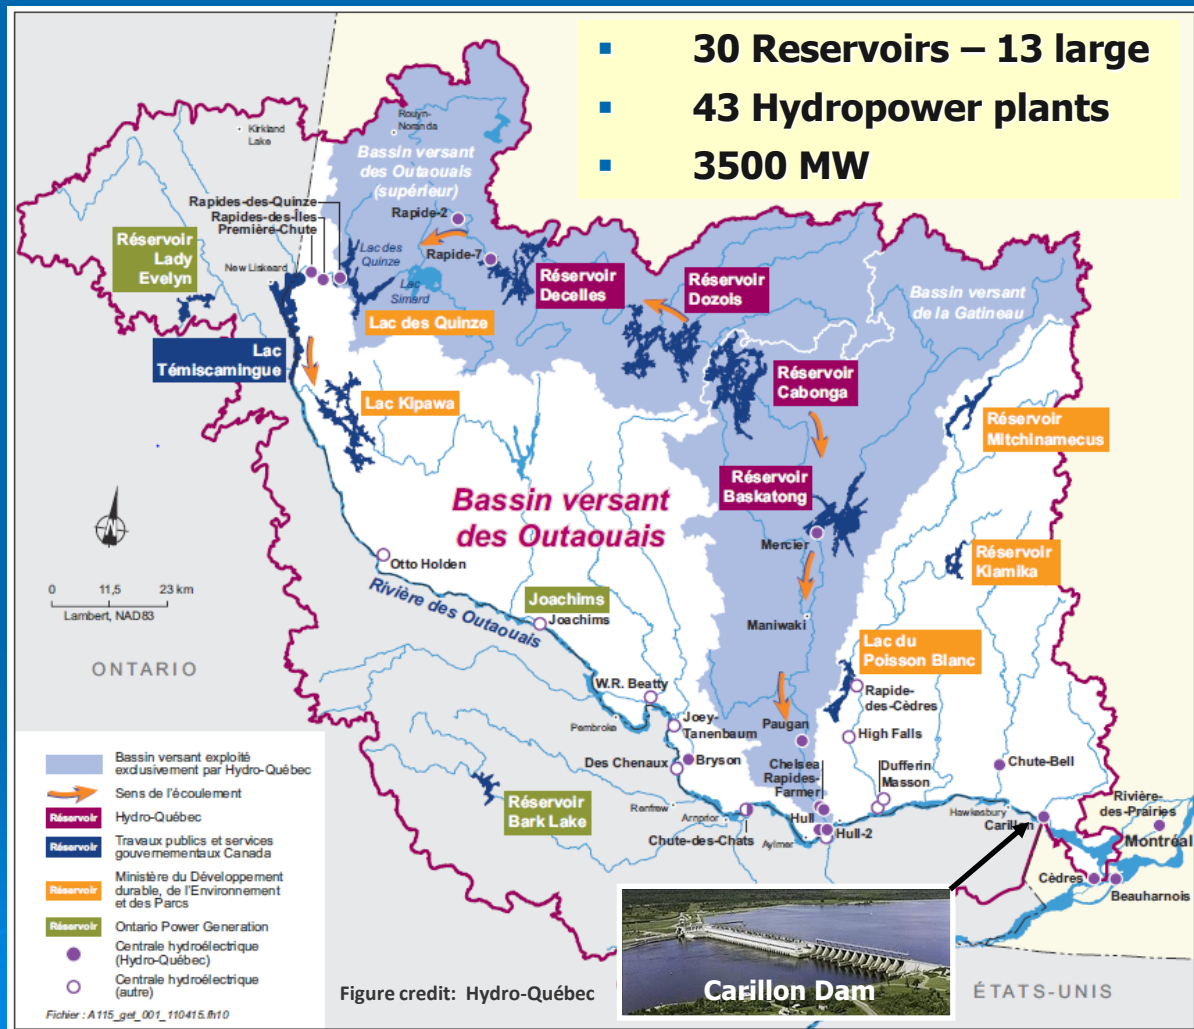 30 Reservoirs – 13 large
43 Hydropower plants
3500 MW
Kirkland
Lake
Rouyn-
Noranda
Bassin versant
des Outaouais
(supérieur)
Rapides-des-Quinze
Rapides-des-Îles
Première-Chute
Rapide-2
Rapide-7
Réservoir
Lady
Evelyn
New Liskeard
Lac des
Quinze
Lac
Simard
Réservoir
Decelles
Réservoir
Dozois
Bassin versant
de la Gatineau
Lac des Quinze
Lac
Témiscamingue
Lac Kipawa
Réservoir
Cabonga
Réservoir
Mitchinamecus
Réservoir
Baskatong
Bassin versant
des Outaouais
Mercier
Réservoir
Kiamika
N
0 11,5 23 km
Lambert, NAD83
Otto Holden
Rivière des Outaouais
Joachims
Joachims
Maniwaki
Lac du
Poisson Blanc
ONTARIO
W.R. Beatty
Rapide-
des-Cèdres
Pembroke
Joey-
Tanenbaum
Paugan
High Falls
Des Chenaux
Bryson
Chelsea
Rapides-
Farmer
Dufferin
Masson
Chute-Bell
Rivière-
des-Prairies
Réservoir
Bark Lake
Renfrew
Arnprior
Chute-des-Chats
Aylmer
Hull
Hull-2
Hawkesbury
Carillon
Montréal
Cèdres
Beauharnois
Bassin versant exploité
exclusivement par Hydro-Québec
Sens de l'écoulement
Réservoir Hydro-Québec
Réservoir Travaux publics et services
gouvernementaux Canada
Réservoir Ministère du Développement
durable, de l'Environnement
et des Parcs
Réservoir Ontario Power Generation
Centrale hydroélectrique
(Hydro-Québec)
Centrale hydroélectrique
(autre)
Fichier : A115_get_001_110415.fh10
Figure credit: Hydro-Québec
Carillon Dam
ÉTATS-UNIS